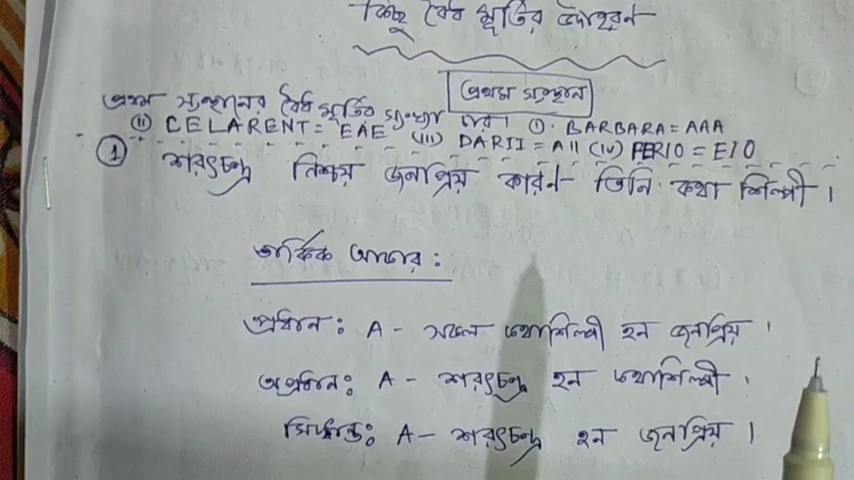 কিছু বৈধ মূর্তির উদাহরণ
প্রথম সংস্থান
প্রথম সংস্থানের বৈধ মূর্তির সংখ্যা চার। ① BARBARA = AAA
(ii) CELARENT = EAE (iii) DARII = AII (iv) FERIO = EIO
① শরৎচন্দ্র নিশ্চয় জনপ্রিয় কারণ তিনি কথা শিল্পী।
তার্কিক আকার :
প্রধান : A - সকল কথাশিল্পী হন জনপ্রিয়।
অপ্রধান : A - শরৎচন্দ্র হন কথাশিল্পী।
সিদ্ধান্ত : A - শরৎচন্দ্র হন জনপ্রিয়।